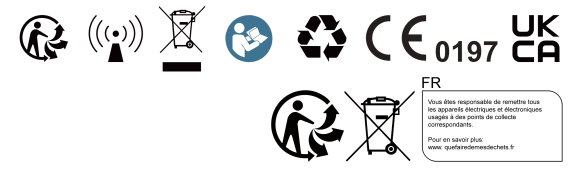 CE 0197 UK
CA
FR
Vous êtes responsable de remettre tous
les appareils électriques et électroniques
usagés à des points de collecte
correspondants.
Pour en savoir plus:
www. quefairedemesdechets.fr